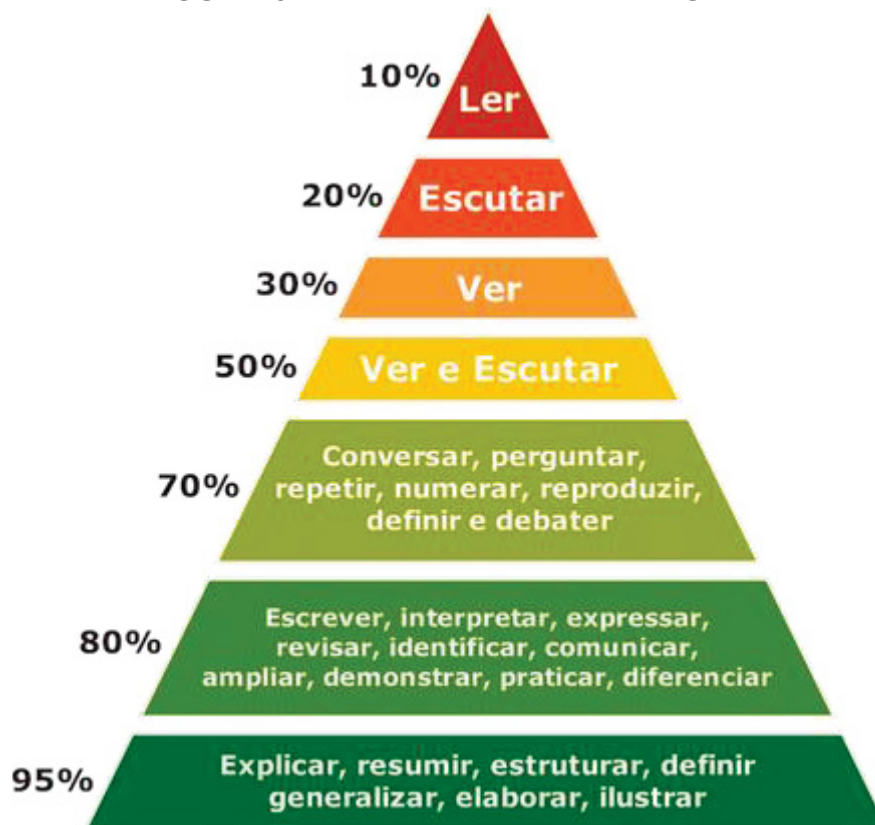 10%
Ler
20%
Escutar
30%
Ver
50%
Ver e Escutar
70%
Conversar, perguntar,
repetir, numerar, reproduzir,
definir e debater
80%
Escrever, interpretar, expressar,
revisar, identificar, comunicar,
ampliar, demonstrar, praticar, diferenciar
95%
Explicar, resumir, estruturar, definir
generalizar, elaborar, ilustrar